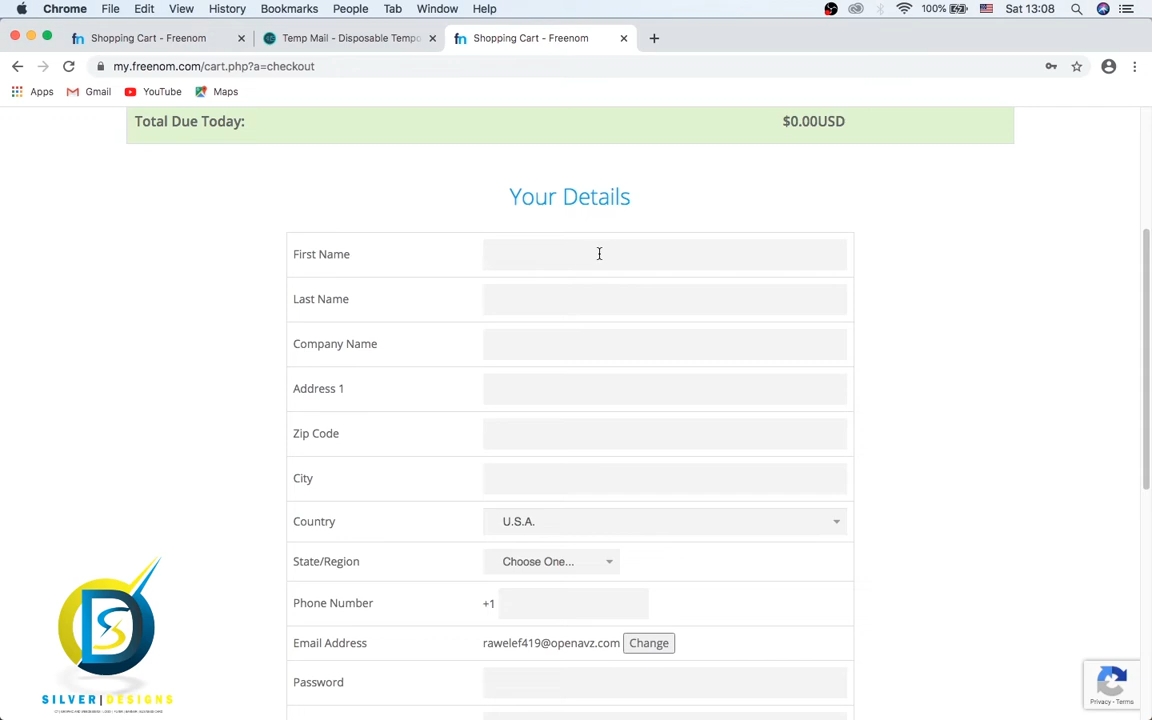 Chrome File Edit View History Bookmarks People Tab Window Help 100% Sat 13:08
fn Shopping Cart - Freenom Temp Mail - Disposable Tempo fn Shopping Cart - Freenom
my.freenom.com/cart.php?a=checkout
Apps Gmail YouTube Maps
Total Due Today: $0.00USD
Your Details
First Name
Last Name
Company Name
Address 1
Zip Code
City
Country U.S.A.
State/Region Choose One...
Phone Number +1
Email Address rawelef419@openavz.com Change
Password
Privacy - Terms
SILVER|DESIGNS